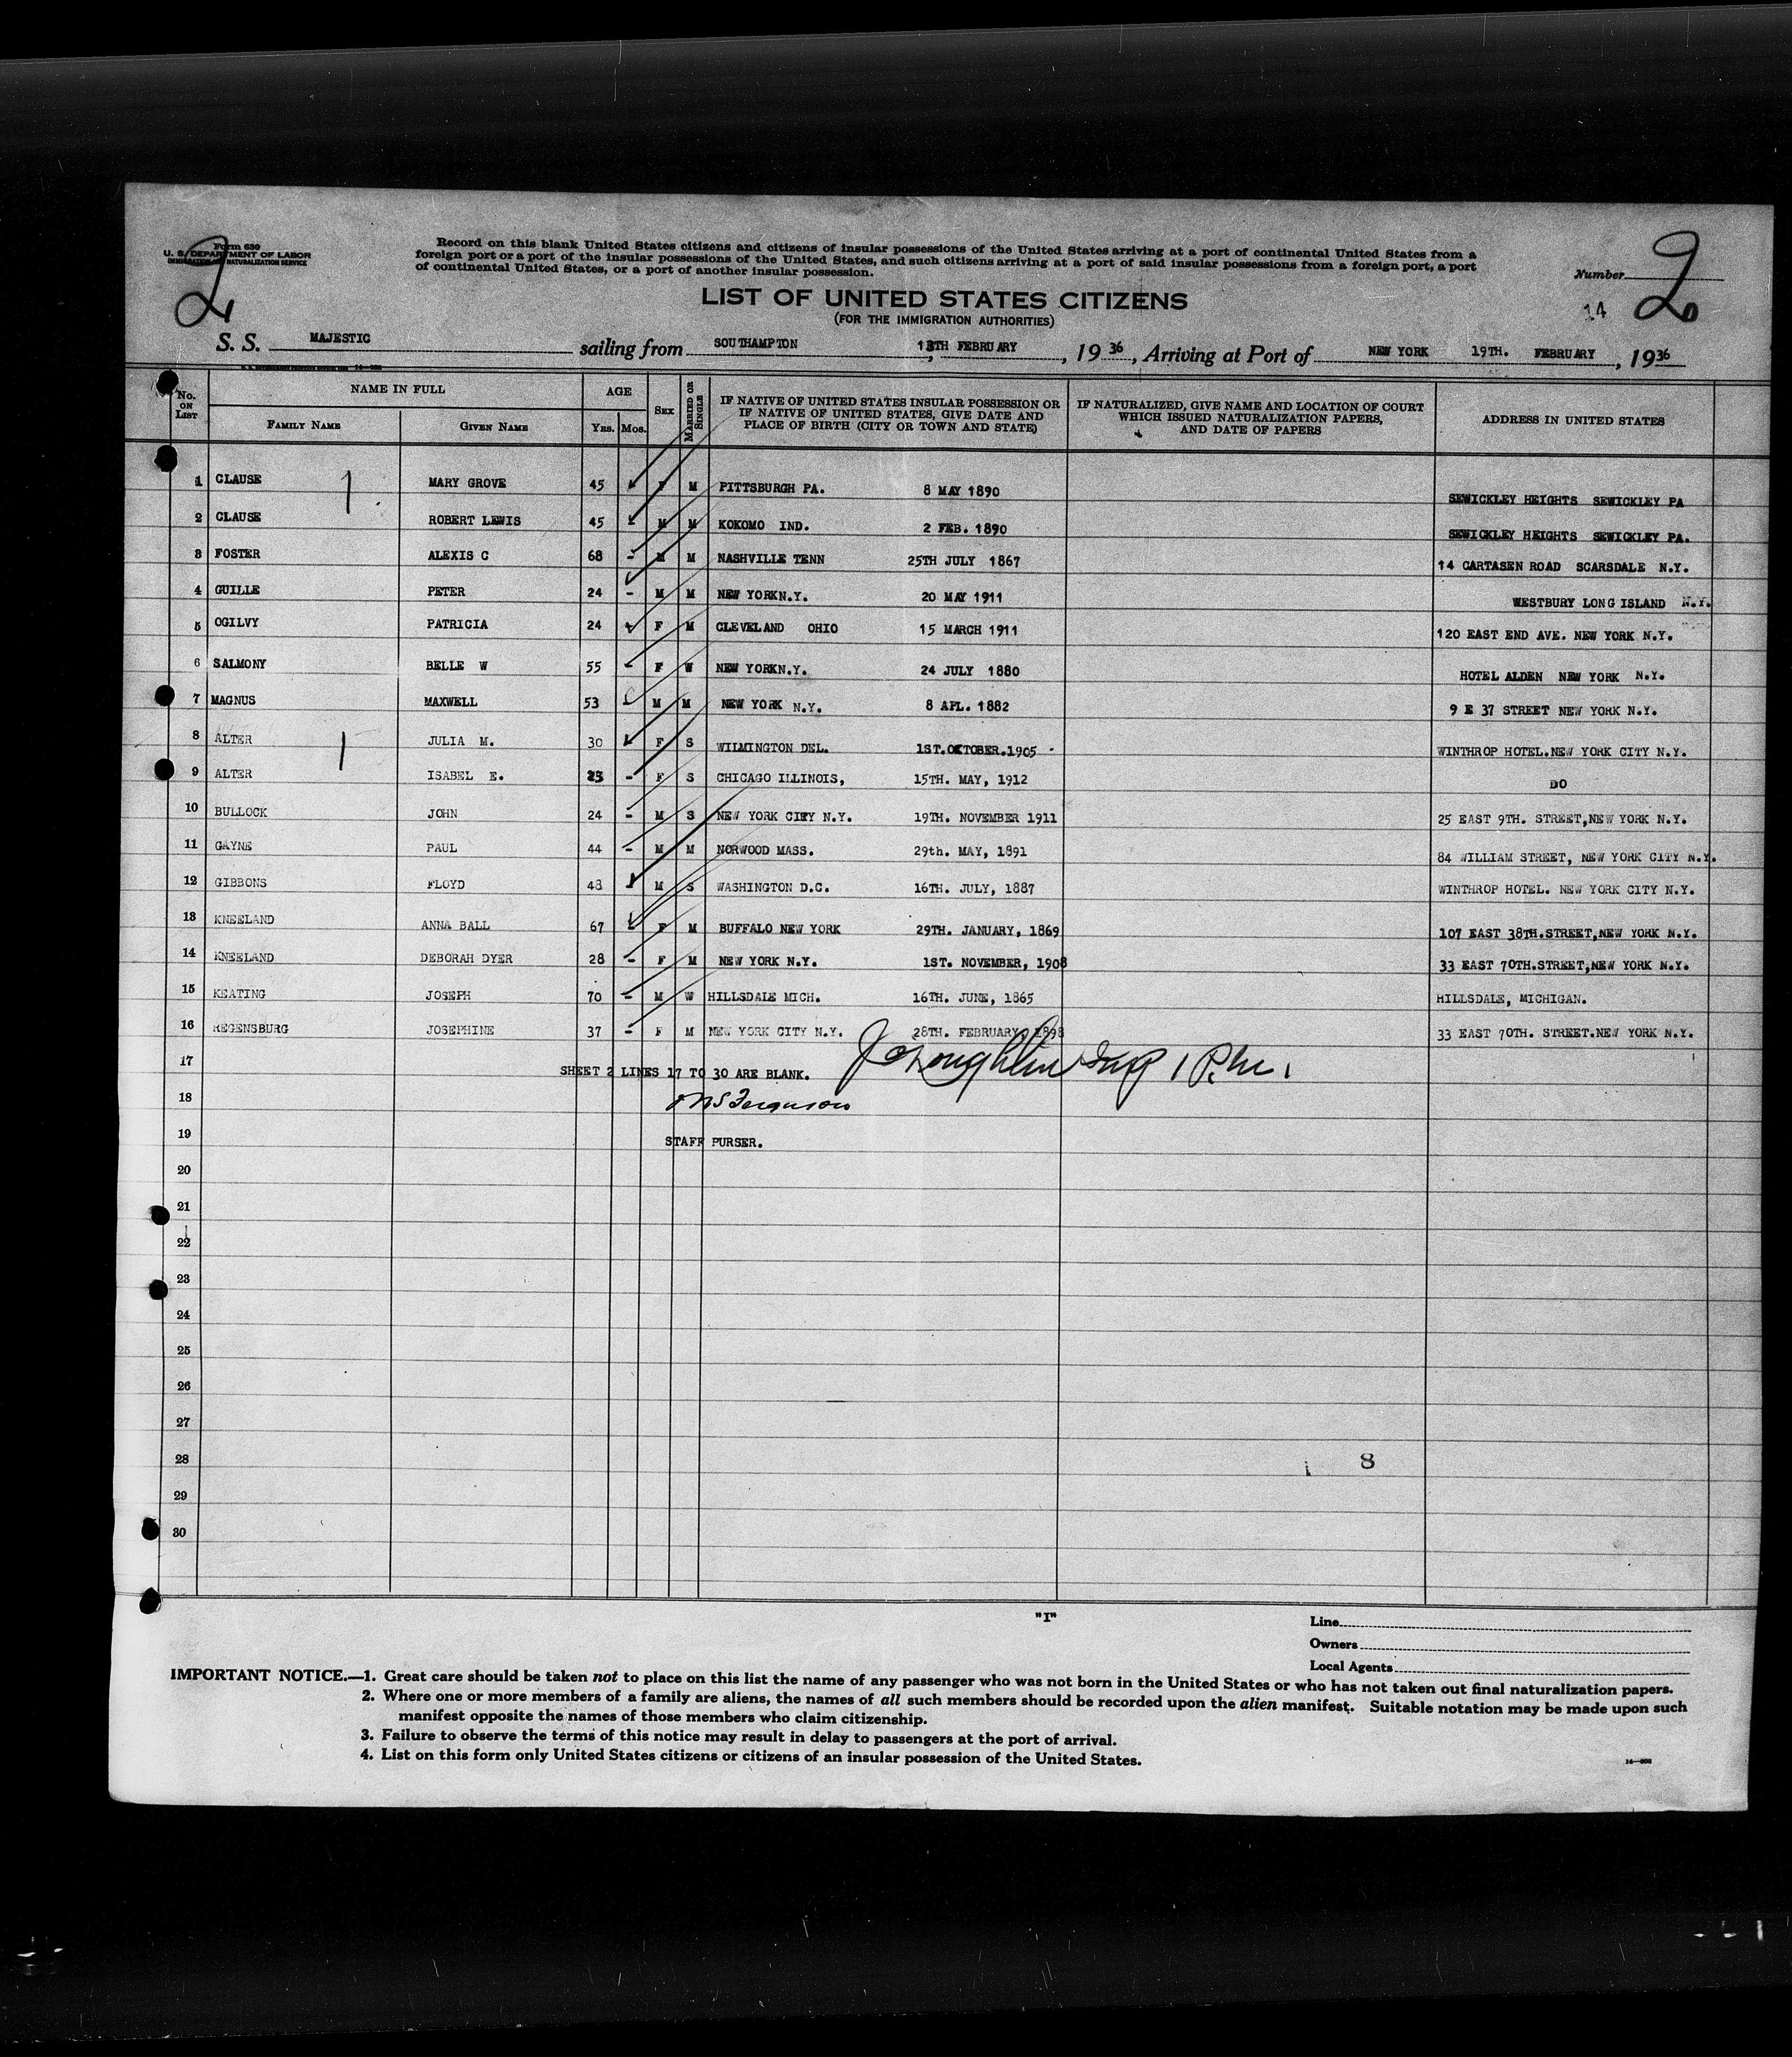 Form 630
U. S. DEPARTMENT OF LABOR
IMMIGRATION AND NATURALIZATION SERVICE
2
Record on this blank United States citizens and citizens of insular possessions of the United States arriving at a port of continental United States from a
foreign port or a port of the insular possessions of the United States, and such citizens arriving at a port of said insular possessions from a foreign port, a port
of continental United States, or a port of another insular possession.
Number 2
14
LIST OF UNITED STATES CITIZENS
(FOR THE IMMIGRATION AUTHORITIES)
S. S. MAJESTIC sailing from SOUTHAMPTON, 13TH FEBRUARY, 19 36, Arriving at Port of NEW YORK 19TH. FEBRUARY, 19 36
No. ON LIST NAME IN FULL FAMILY NAME GIVEN NAME AGE YRS. MOS. SEX MARRIED OR SINGLE IF NATIVE OF UNITED STATES INSULAR POSSESSION OR IF NATIVE OF UNITED STATES, GIVE DATE AND PLACE OF BIRTH (CITY OR TOWN AND STATE) IF NATURALIZED, GIVE NAME AND LOCATION OF COURT WHICH ISSUED NATURALIZATION PAPERS, AND DATE OF PAPERS ADDRESS IN UNITED STATES
1 CLAUSE 1 MARY GROVE 45 F M PITTSBURGH PA. 8 MAY 1890 SEWICKLEY HEIGHTS SEWICKLEY PA
2 CLAUSE ROBERT LEWIS 45 - M M KOKOMO IND. 2 FEB. 1890 SEWICKLEY HEIGHTS SEWICKLEY PA.
3 FOSTER ALEXIS C 68 - M M NASHVILLE TENN 25TH JULY 1867 14 CARTASEN ROAD SCARSDALE N.Y.
4 GUILLE PETER 24 - M M NEW YORKN.Y. 20 MAY 1911 WESTBURY LONG ISLAND N.Y.
5 OGILVY PATRICIA 24 - F M CLEVELAND OHIO 15 MARCH 1911 120 EAST END AVE. NEW YORK N.Y.
6 SALMONY BELLE W 55 - F W NEW YORKN.Y. 24 JULY 1880 HOTEL ALDEN NEW YORK N.Y.
7 MAGNUS MAXWELL 53 - M M NEW YORK N.Y. 8 APL. 1882 9 E 37 STREET NEW YORK N.Y.
8 ALTER 1 JULIA M. 30 - F S WILMINGTON DEL. 1ST.OKTOBER.1905 WINTHROP HOTEL.NEW YORK CITY N.Y.
9 ALTER ISABEL E. 23 - F S CHICAGO ILLINOIS, 15TH. MAY, 1912 DO
10 BULLOCK JOHN 24 - M S NEW YORK CITY N.Y. 19TH. NOVEMBER 1911 25 EAST 9TH. STREET,NEW YORK N.Y.
11 GAYNE PAUL 44 - M M NORWOOD MASS. 29th. MAY, 1891 84 WILLIAM STREET, NEW YORK CITY N.Y.
12 GIBBONS FLOYD 48 - M S WASHINGTON D.C. 16TH. JULY, 1887 WINTHROP HOTEL. NEW YORK CITY N.Y.
13 KNEELAND ANNA BALL 67 - F M BUFFALO NEW YORK 29TH. JANUARY, 1869 107 EAST 38TH.STREET,NEW YORK N.Y.
14 KNEELAND DEBORAH DYER 28 - F M NEW YORK N.Y. 1ST. NOVEMBER, 1908 33 EAST 70TH.STREET,NEW YORK N.Y.
15 KEATING JOSEPH 70 - M W HILLSDALE MICH. 16TH. JUNE, 1865 HILLSDALE, MICHIGAN.
16 REGENSBURG JOSEPHINE 37 - F M NEW YORK CITY N.Y. 28TH. FEBRUARY, 1898 33 EAST 70TH. STREET.NEW YORK N.Y.
17 SHEET 2 LINES 17 TO 30 ARE BLANK.
18 Ferguson
19 STAFF PURSER.
20
21
22
23
24
25
26
27
28 8
29
30
"I"
Line
Owners
Local Agents
IMPORTANT NOTICE.—1. Great care should be taken not to place on this list the name of any passenger who was not born in the United States or who has not taken out final naturalization papers.
2. Where one or more members of a family are aliens, the names of all such members should be recorded upon the alien manifest. Suitable notation may be made upon such
manifest opposite the names of those members who claim citizenship.
3. Failure to observe the terms of this notice may result in delay to passengers at the port of arrival.
4. List on this form only United States citizens or citizens of an insular possession of the United States.